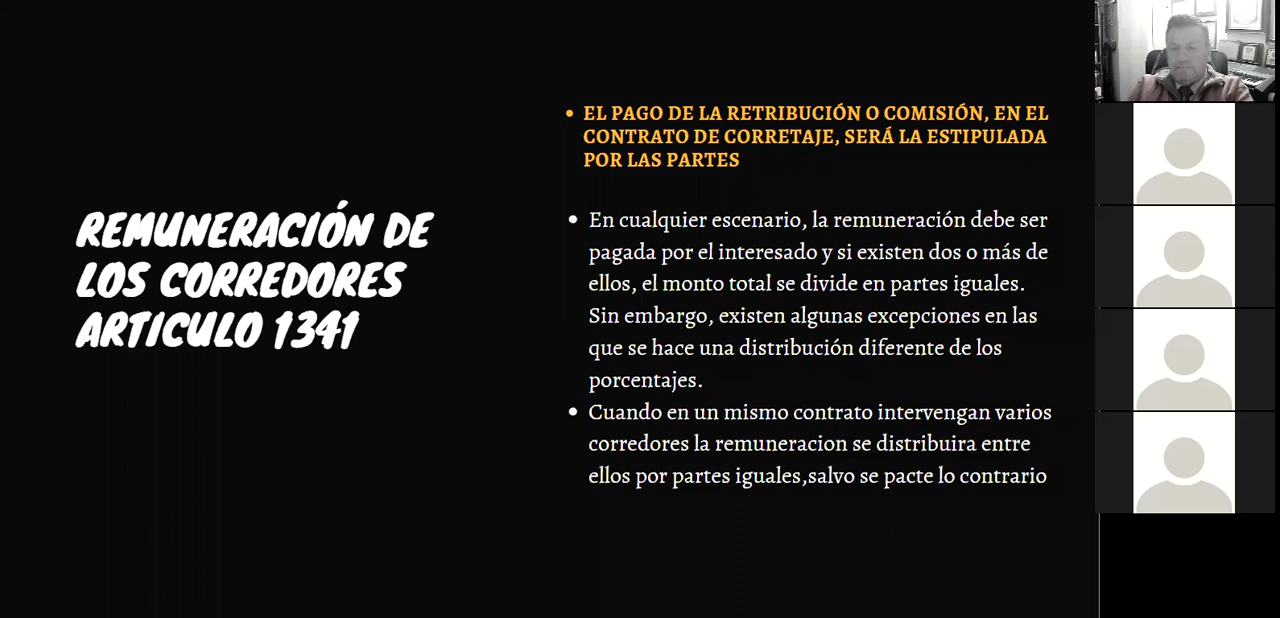 REMUNERACIÓN DE
LOS CORREDORES
ARTICULO 1341
• EL PAGO DE LA RETRIBUCIÓN O COMISIÓN, EN EL
CONTRATO DE CORRETAJE, SERÁ LA ESTIPULADA
POR LAS PARTES
• En cualquier escenario, la remuneración debe ser
pagada por el interesado y si existen dos o más de
ellos, el monto total se divide en partes iguales.
Sin embargo, existen algunas excepciones en las
que se hace una distribución diferente de los
porcentajes.
• Cuando en un mismo contrato intervengan varios
corredores la remuneracion se distribuira entre
ellos por partes iguales,salvo se pacte lo contrario